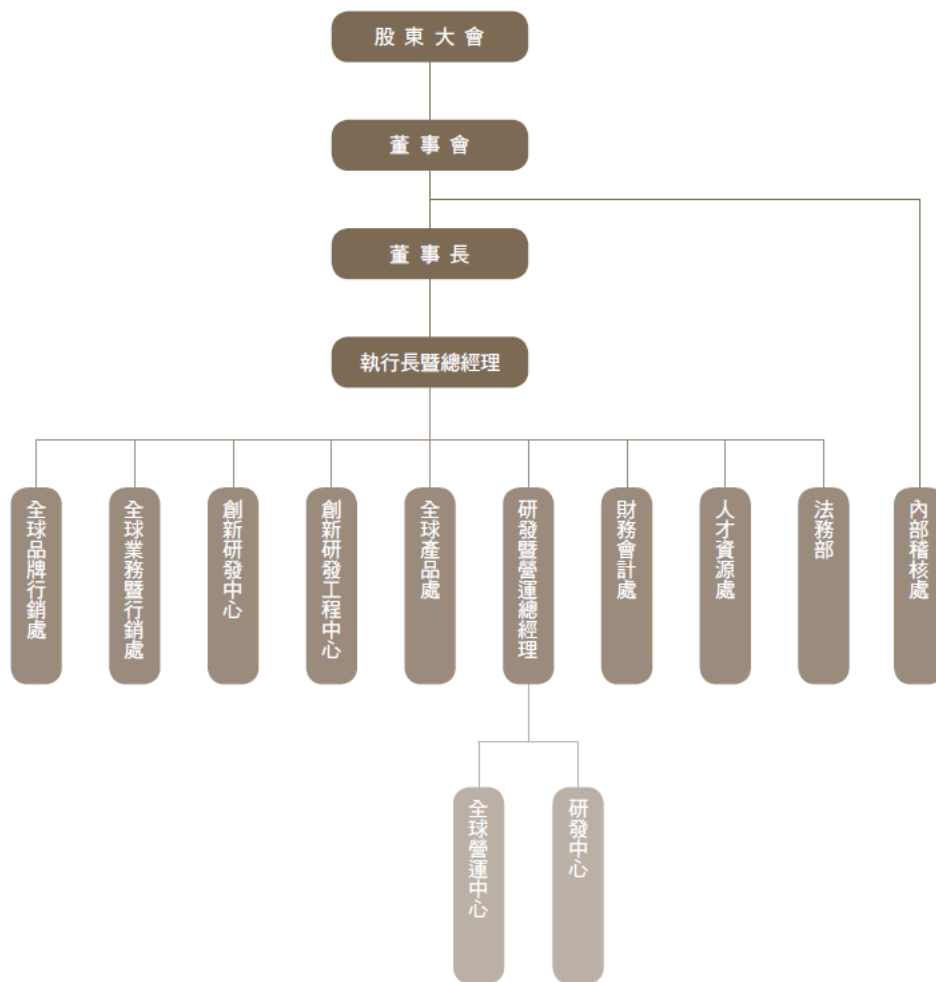 股東大會
董事會
董事長
執行長暨總經理
全球品牌行銷處
全球業務暨行銷處
創新研發中心
創新研發工程中心
全球產品處
研發暨營運總經理
財務會計處
人才資源處
法務部
內部稽核處
全球營運中心
研發中心